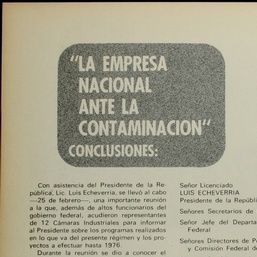 "LA EMPRESA
NACIONAL
ANTE LA
CONTAMINACION"
CONCLUSIONES:
Con asistencia del Presidente de la Re-
pública, Lic. Luis Echeverría, se llevó al cabo
—25 de febrero—, una importante reunión
a la que, además de altos funcionarios del
gobierno federal, acudieron representantes
de 12 Cámaras Industriales para informar
al Presidente sobre los programas realizados
en lo que va del presente régimen y los pro-
yectos a efectuar hasta 1976.
Durante la reunión se dio a conocer el
Señor Licenciado
LUIS ECHEVERRIA
Presidente de la Repúbli
Señores Secretarios de
Señor Jefe del Departa
Federal
Señores Directores de P
y Comisión Federal d